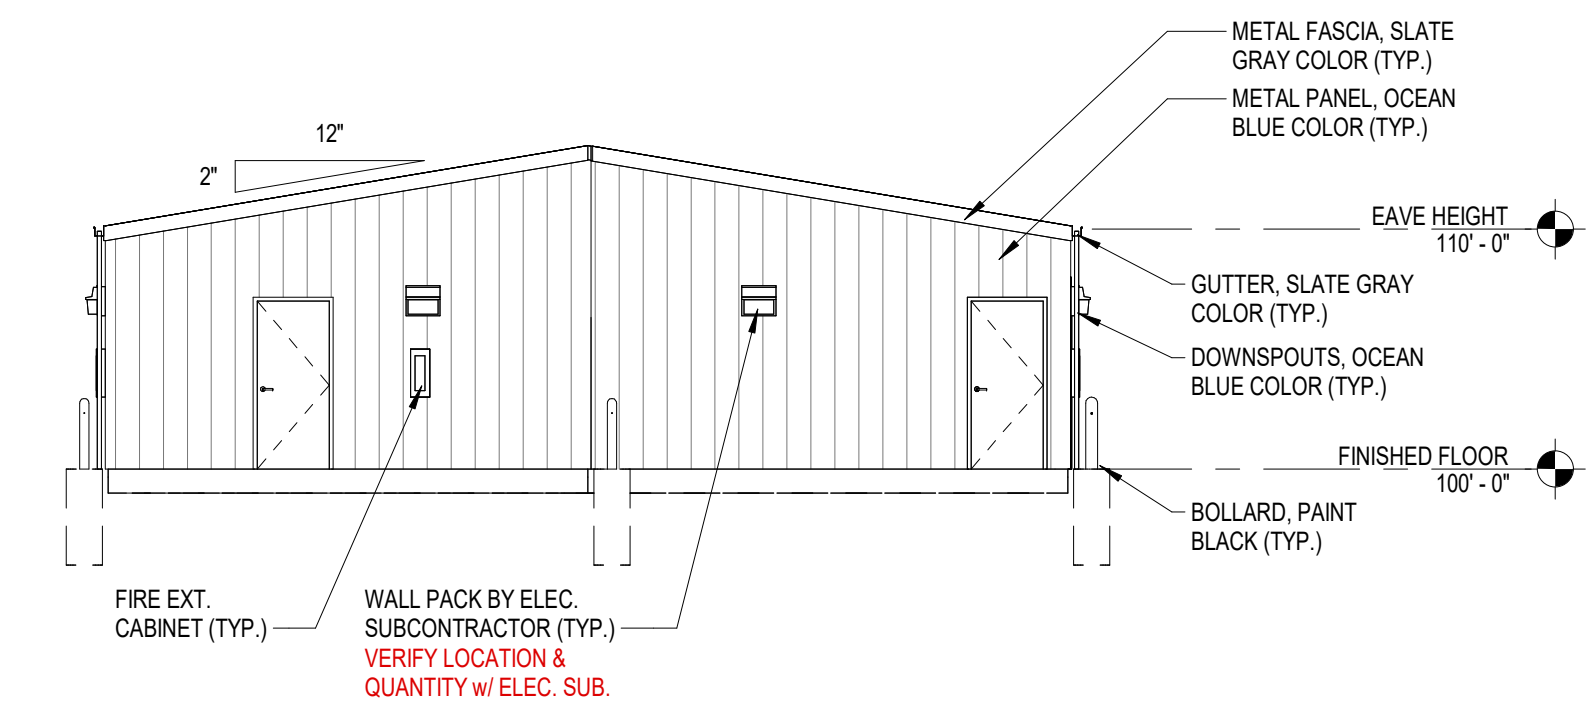 METAL FASCIA, SLATE
GRAY COLOR (TYP.)
METAL PANEL, OCEAN
BLUE COLOR (TYP.)
12"
2"
EAVE HEIGHT
110' - 0"
GUTTER, SLATE GRAY
COLOR (TYP.)
DOWNSPOUTS, OCEAN
BLUE COLOR (TYP.)
FINISHED FLOOR
100' - 0"
BOLLARD, PAINT
BLACK (TYP.)
FIRE EXT.
CABINET (TYP.)
WALL PACK BY ELEC.
SUBCONTRACTOR (TYP.)
VERIFY LOCATION &
QUANTITY w/ ELEC. SUB.